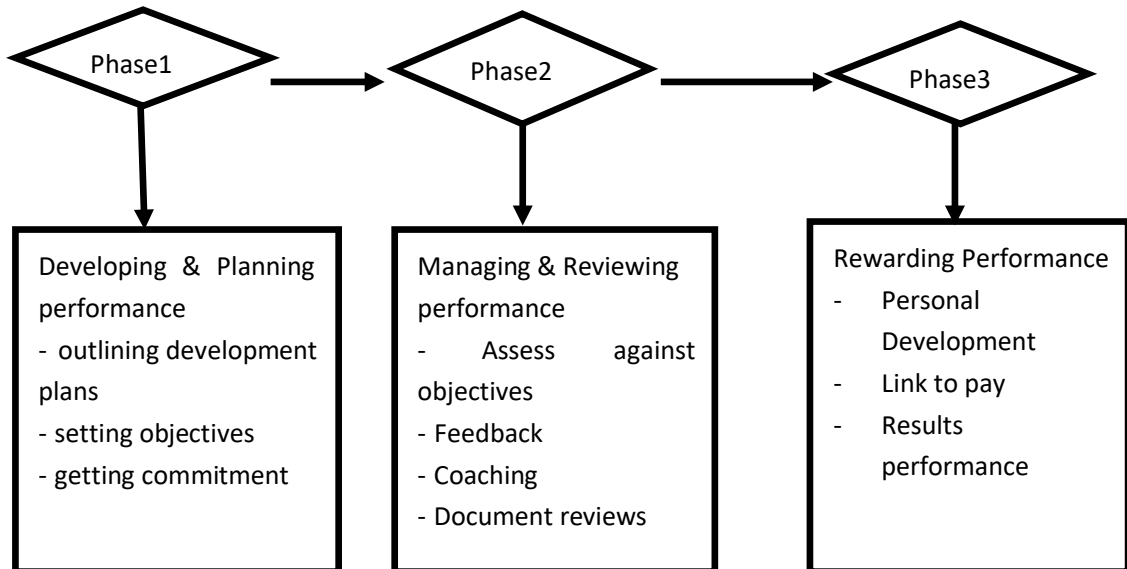 Phase1
Phase2
Phase3
Developing & Planning
performance
- outlining development
plans
- setting objectives
- getting commitment
Managing & Reviewing
performance
- Assess against
objectives
- Feedback
- Coaching
- Document reviews
Rewarding Performance
- Personal
Development
- Link to pay
- Results
performance